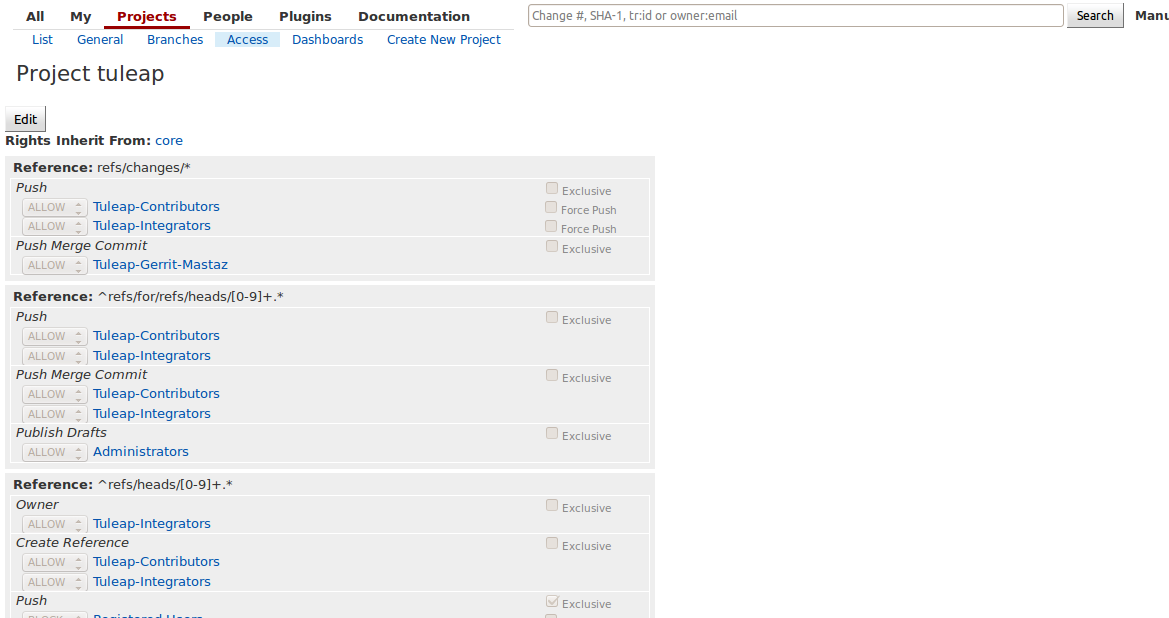 All My Projects People Plugins Documentation Change #, SHA-1, tr:id or owner:email Search Manu
List General Branches Access Dashboards Create New Project
Project tuleap
Edit
Rights Inherit From: core
Reference: refs/changes/*
Push Exclusive
ALLOW Tuleap-Contributors Force Push
ALLOW Tuleap-Integrators Force Push
Push Merge Commit Exclusive
ALLOW Tuleap-Gerrit-Mastaz
Reference: ^refs/for/refs/heads/[0-9]+.*
Push Exclusive
ALLOW Tuleap-Contributors
ALLOW Tuleap-Integrators
Push Merge Commit Exclusive
ALLOW Tuleap-Contributors
ALLOW Tuleap-Integrators
Publish Drafts Exclusive
ALLOW Administrators
Reference: ^refs/heads/[0-9]+.*
Owner Exclusive
ALLOW Tuleap-Integrators
Create Reference Exclusive
ALLOW Tuleap-Contributors
ALLOW Tuleap-Integrators
Push Exclusive
BLOCK Registered Users